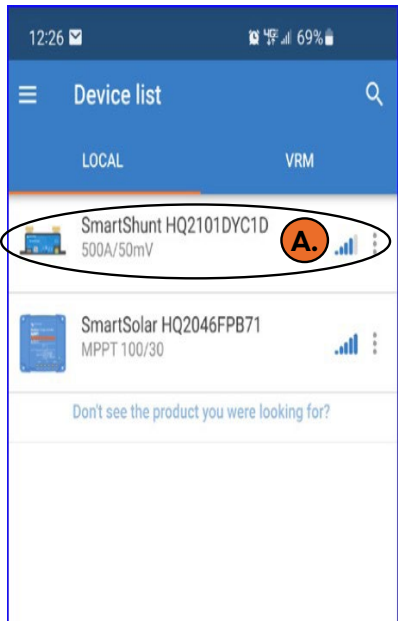 12:26 69%
Device list
LOCAL VRM
SmartShunt HQ2101DYC1D
500A/50mV
A.
SmartSolar HQ2046FPB71
MPPT 100/30
Don't see the product you were looking for?